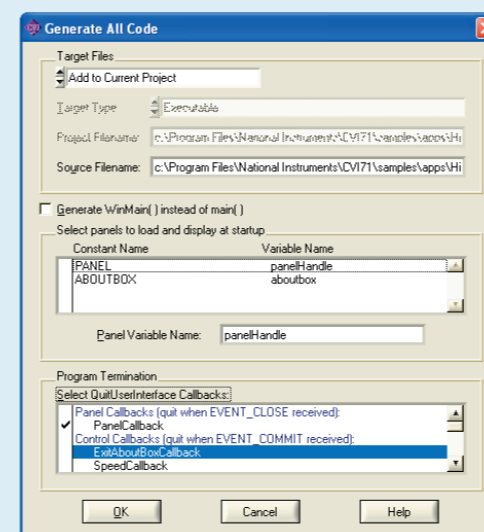 Generate All Code
Target Files
Add to Current Project
Target Type
Executable
Project Filename: c:\Program Files\National Instruments\CVI71\samples\apps\Hi
Source Filename: c:\Program Files\National Instruments\CVI71\samples\apps\Hi
Generate WinMain( ) instead of main( )
Select panels to load and display at startup
Constant Name Variable Name
PANEL panelHandle
ABOUTBOX aboutbox
Panel Variable Name: panelHandle
Program Termination
Select QuitUserInterface Callbacks:
Panel Callbacks (quit when EVENT_CLOSE received):
PanelCallback
Control Callbacks (quit when EVENT_COMMIT received):
ExitAboutBoxCallback
SpeedCallback
OK Cancel Help